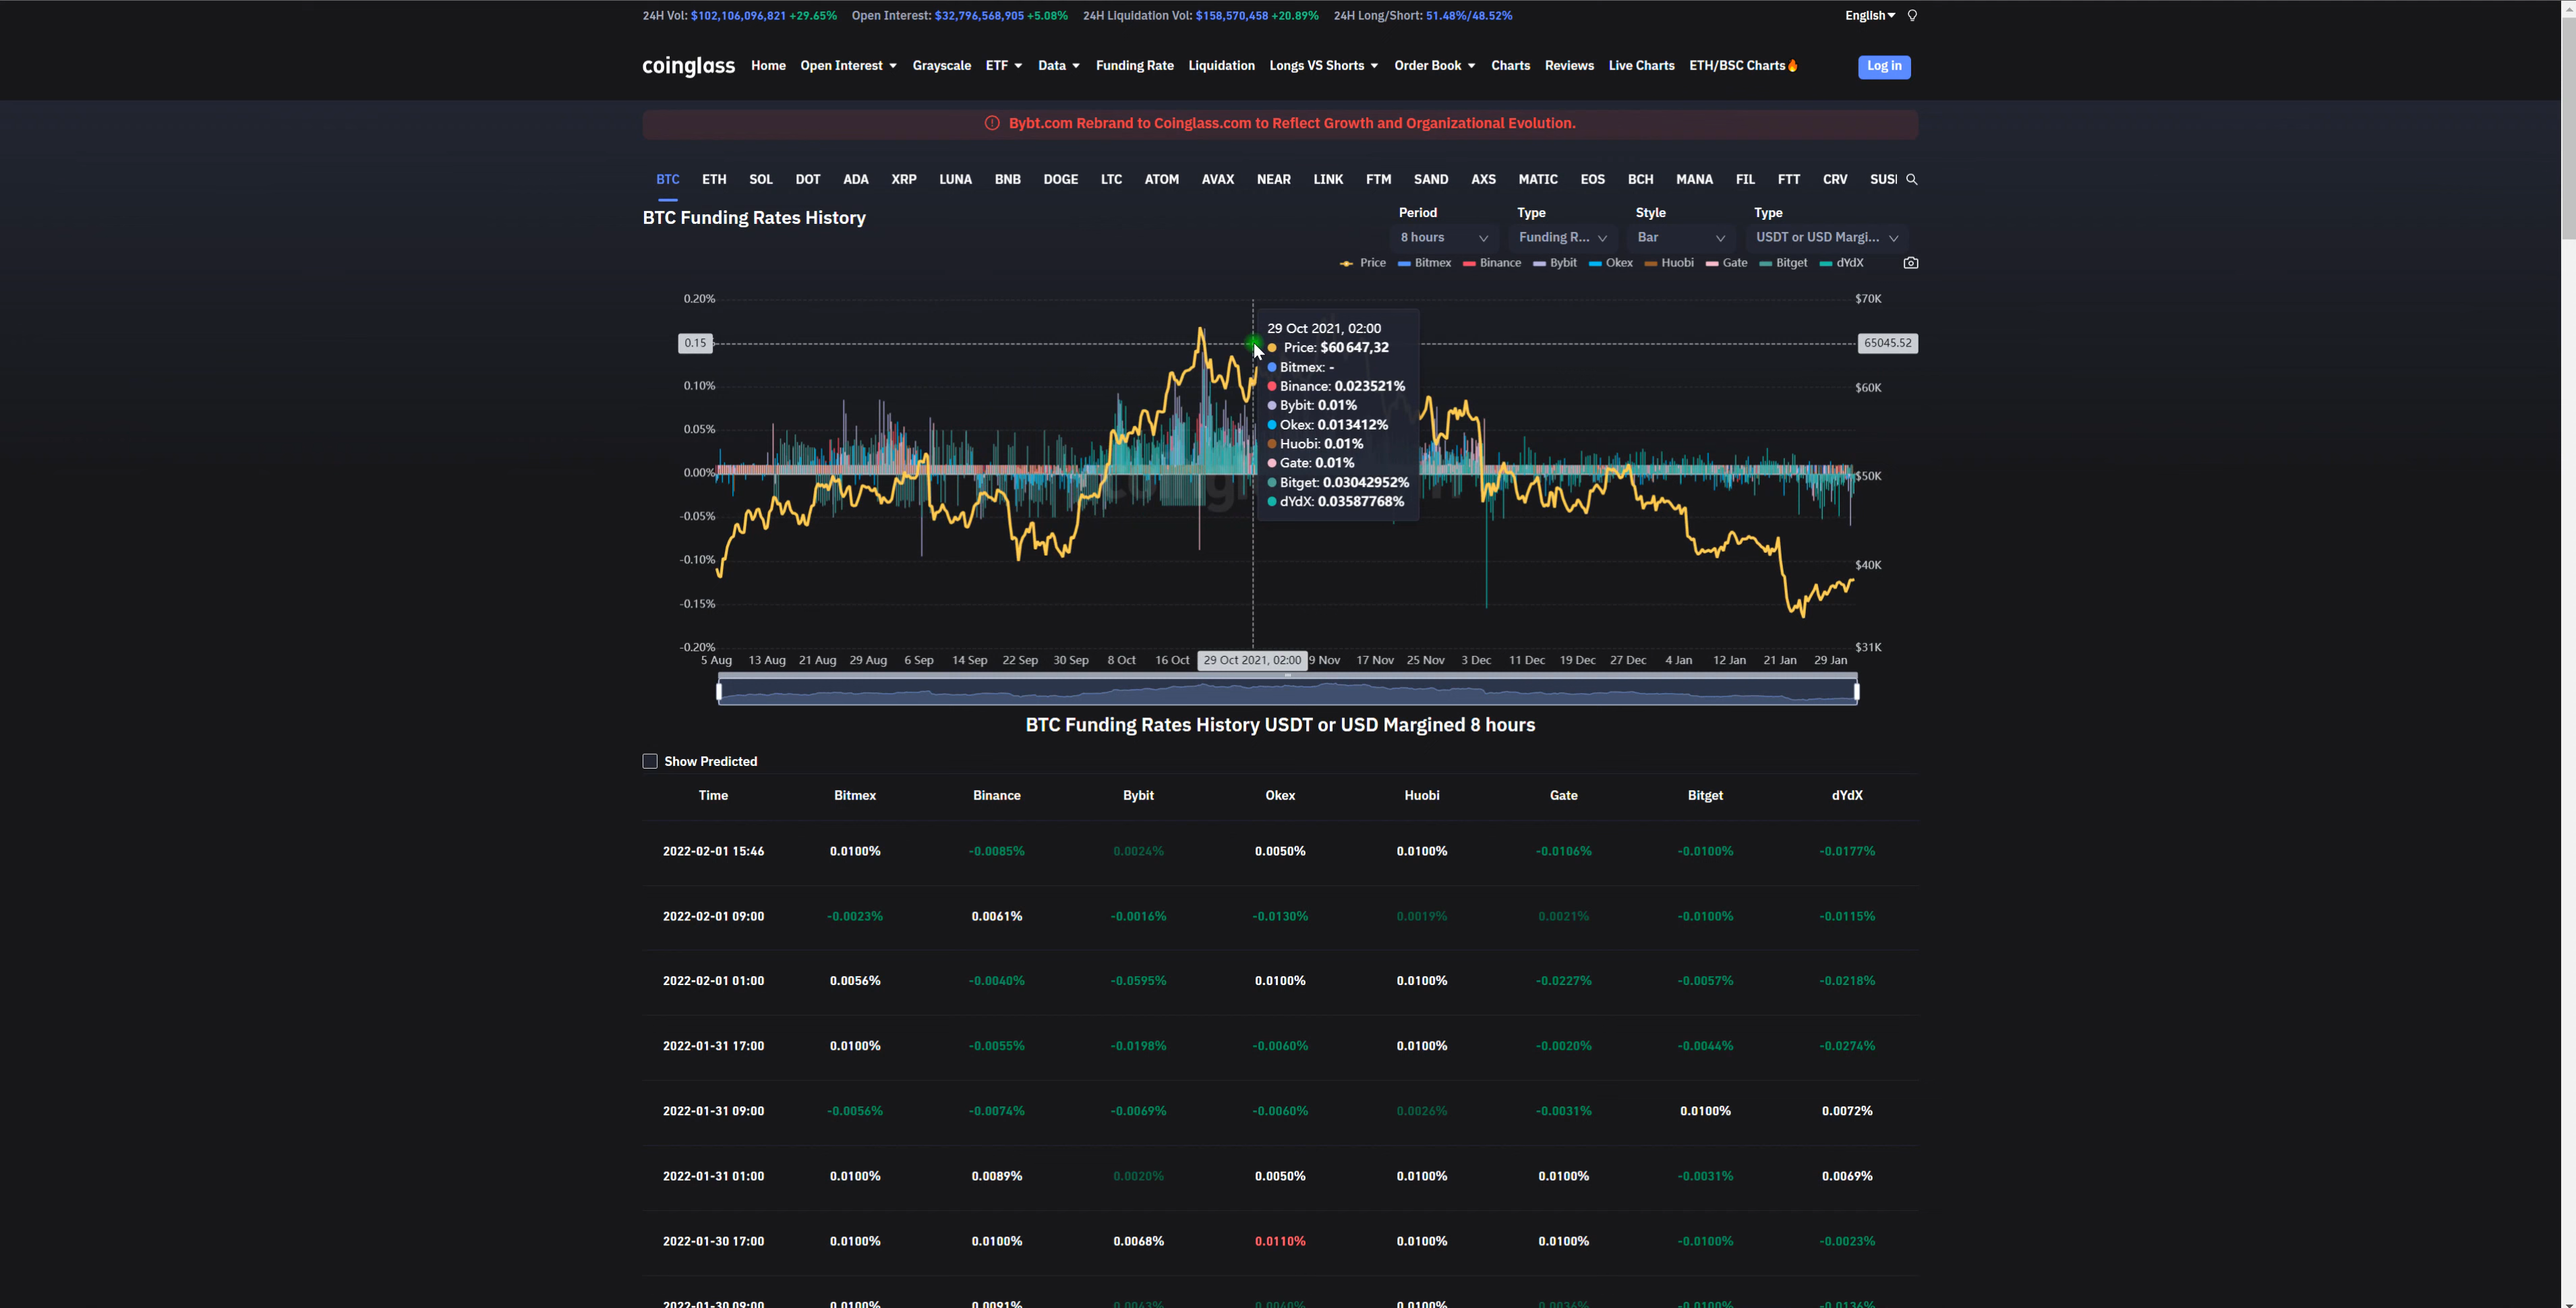 24H Vol: $102,106,096,821 +29.65% Open Interest: $32,796,568,905 +5.08% 24H Liquidation Vol: $158,570,458 +20.89% 24H Long/Short: 51.48%/48.52% English
coinglass Home Open Interest Grayscale ETF Data Funding Rate Liquidation Longs VS Shorts Order Book Charts Reviews Live Charts ETH/BSC Charts🔥 Log in
Bybt.com Rebrand to Coinglass.com to Reflect Growth and Organizational Evolution.
BTC ETH SOL DOT ADA XRP LUNA BNB DOGE LTC ATOM AVAX NEAR LINK FTM SAND AXS MATIC EOS BCH MANA FIL FTT CRV SUSI
BTC Funding Rates History
Period Type Style Type
8 hours Funding R... Bar USDT or USD Margi...
Price Bitmex Binance Bybit Okex Huobi Gate Bitget dYdX
0.20% $70K
0.15 65045.52
0.10% $60K
0.05%
0.00% $50K
-0.05%
-0.10% $40K
-0.15%
-0.20% $31K
29 Oct 2021, 02:00
Price: $60 647,32
Bitmex: -
Binance: 0.023521%
Bybit: 0.01%
Okex: 0.013412%
Huobi: 0.01%
Gate: 0.01%
Bitget: 0.03042952%
dYdX: 0.03587768%
5 Aug 13 Aug 21 Aug 29 Aug 6 Sep 14 Sep 22 Sep 30 Sep 8 Oct 16 Oct 29 Oct 2021, 02:00 9 Nov 17 Nov 25 Nov 3 Dec 11 Dec 19 Dec 27 Dec 4 Jan 12 Jan 21 Jan 29 Jan
BTC Funding Rates History USDT or USD Margined 8 hours
Show Predicted
Time Bitmex Binance Bybit Okex Huobi Gate Bitget dYdX
2022-02-01 15:46 0.0100% -0.0085% 0.0024% 0.0050% 0.0100% -0.0106% -0.0100% -0.0177%
2022-02-01 09:00 -0.0023% 0.0061% -0.0016% -0.0130% 0.0019% 0.0021% -0.0100% -0.0115%
2022-02-01 01:00 0.0056% -0.0040% -0.0595% 0.0100% 0.0100% -0.0227% -0.0057% -0.0218%
2022-01-31 17:00 0.0100% -0.0055% -0.0198% -0.0060% 0.0100% -0.0020% -0.0044% -0.0274%
2022-01-31 09:00 -0.0056% -0.0074% -0.0069% -0.0060% 0.0026% -0.0031% 0.0100% 0.0072%
2022-01-31 01:00 0.0100% 0.0089% 0.0020% 0.0050% 0.0100% 0.0100% -0.0031% 0.0069%
2022-01-30 17:00 0.0100% 0.0100% 0.0068% 0.0110% 0.0100% 0.0100% -0.0100% -0.0023%
2022-01-30 09:00 0.0100% 0.0091% 0.0100% -0.0100% -0.0136%